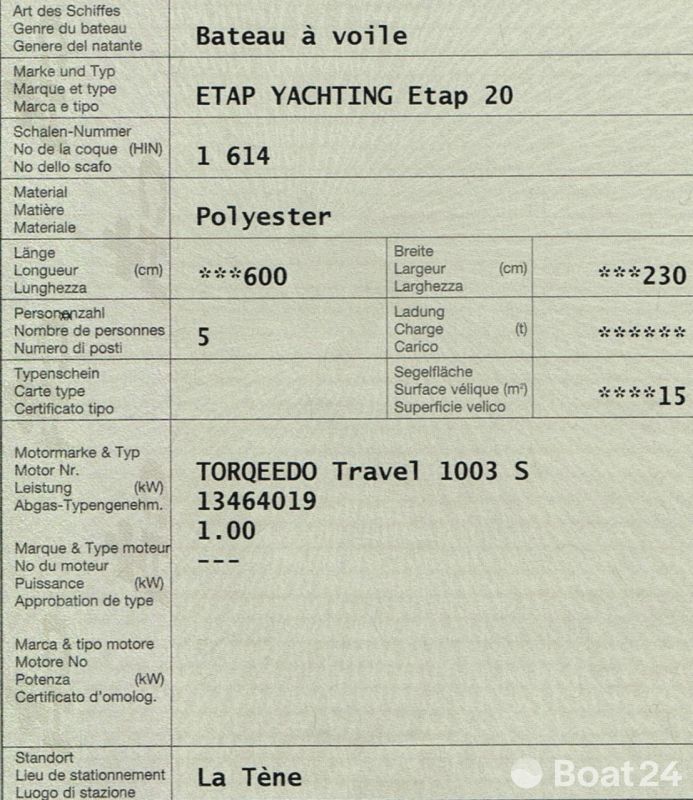 Art des Schiffes
Genre du bateau
Genere del natante
Bateau à voile
Marke und Typ
Marque et type
Marca e tipo
ETAP YACHTING Etap 20
Schalen-Nummer
No de la coque (HIN)
No dello scafo
1 614
Material
Matière
Materiale
Polyester
Länge
Longueur (cm)
Lunghezza
***600
Breite
Largeur (cm)
Larghezza
***230
Personenzahl
Nombre de personnes
Numero di posti
5
Ladung
Charge (t)
Carico
******
Typenschein
Carte type
Certificato tipo
Segelfläche
Surface vélique (m²)
Superficie velico
****15
Motormarke & Typ
Motor Nr.
Leistung (kW)
Abgas-Typengenehm.
Marque & Type moteur
No du moteur
Puissance (kW)
Approbation de type
Marca & tipo motore
Motore No
Potenza (kW)
Certificato d'omolog.
TORQEEDO Travel 1003 S
13464019
1.00
---
Standort
Lieu de stationnement
Luogo di stazione
La Tène
Boat24